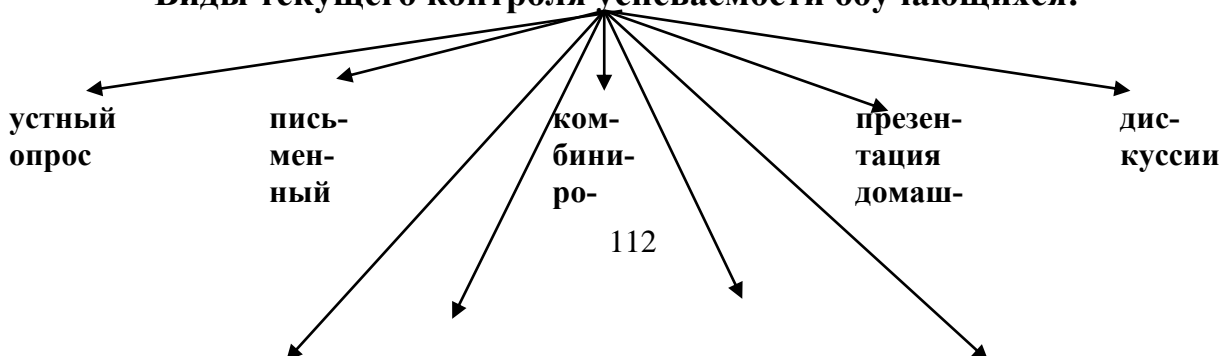 Виды текущего контроля успеваемости обучающихся:
устный
опрос
пись-
мен-
ный
ком-
бини-
ро-
презен-
тация
домаш-
дис-
куссии
112